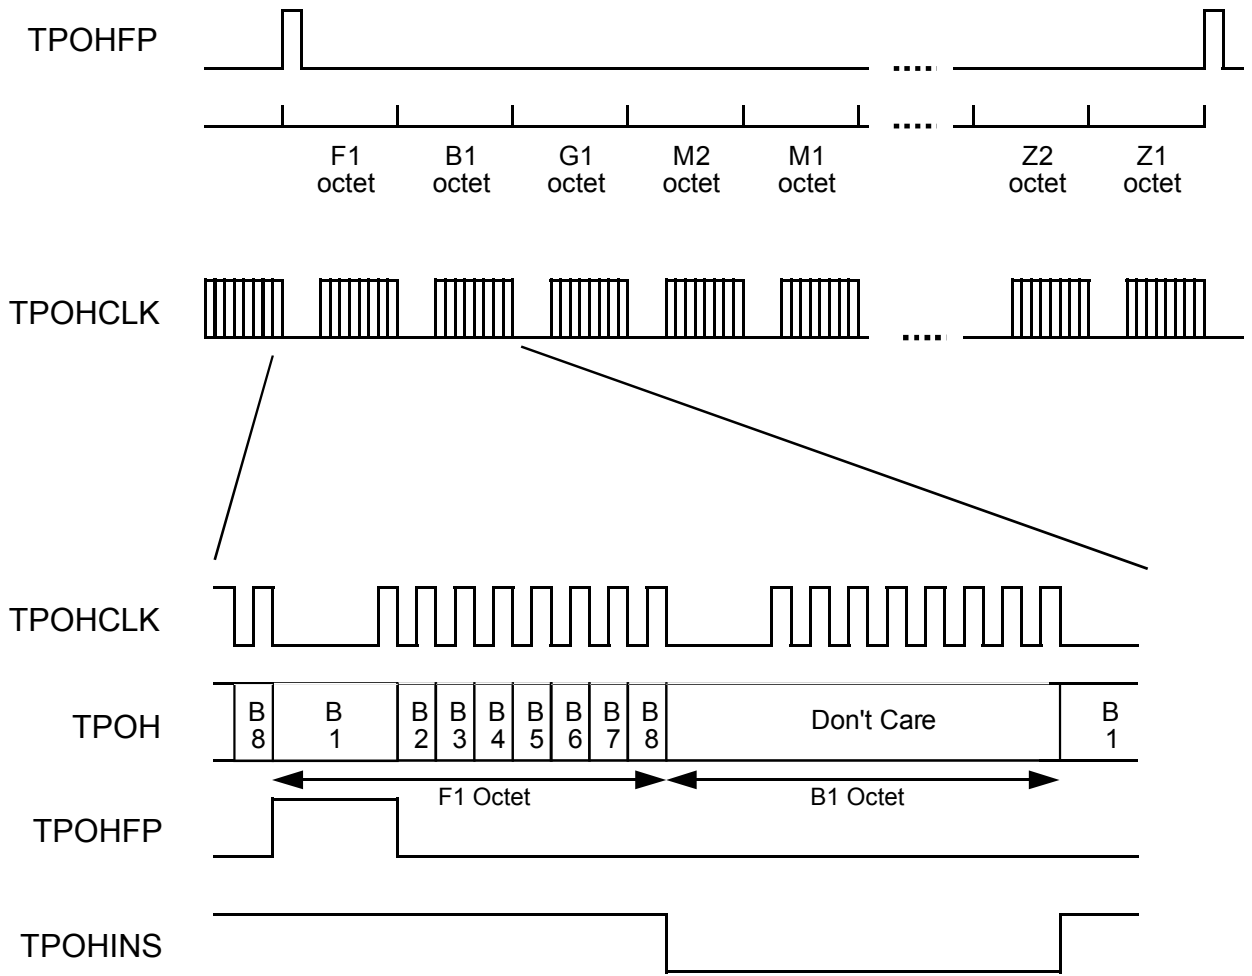 TPOHFP
F1 B1 G1 M2 M1 Z2 Z1
octet octet octet octet octet octet octet
TPOHCLK
TPOHCLK
TPOH
B B B B B B B B B Don't Care B
8 1 2 3 4 5 6 7 8 1
F1 Octet B1 Octet
TPOHFP
TPOHINS